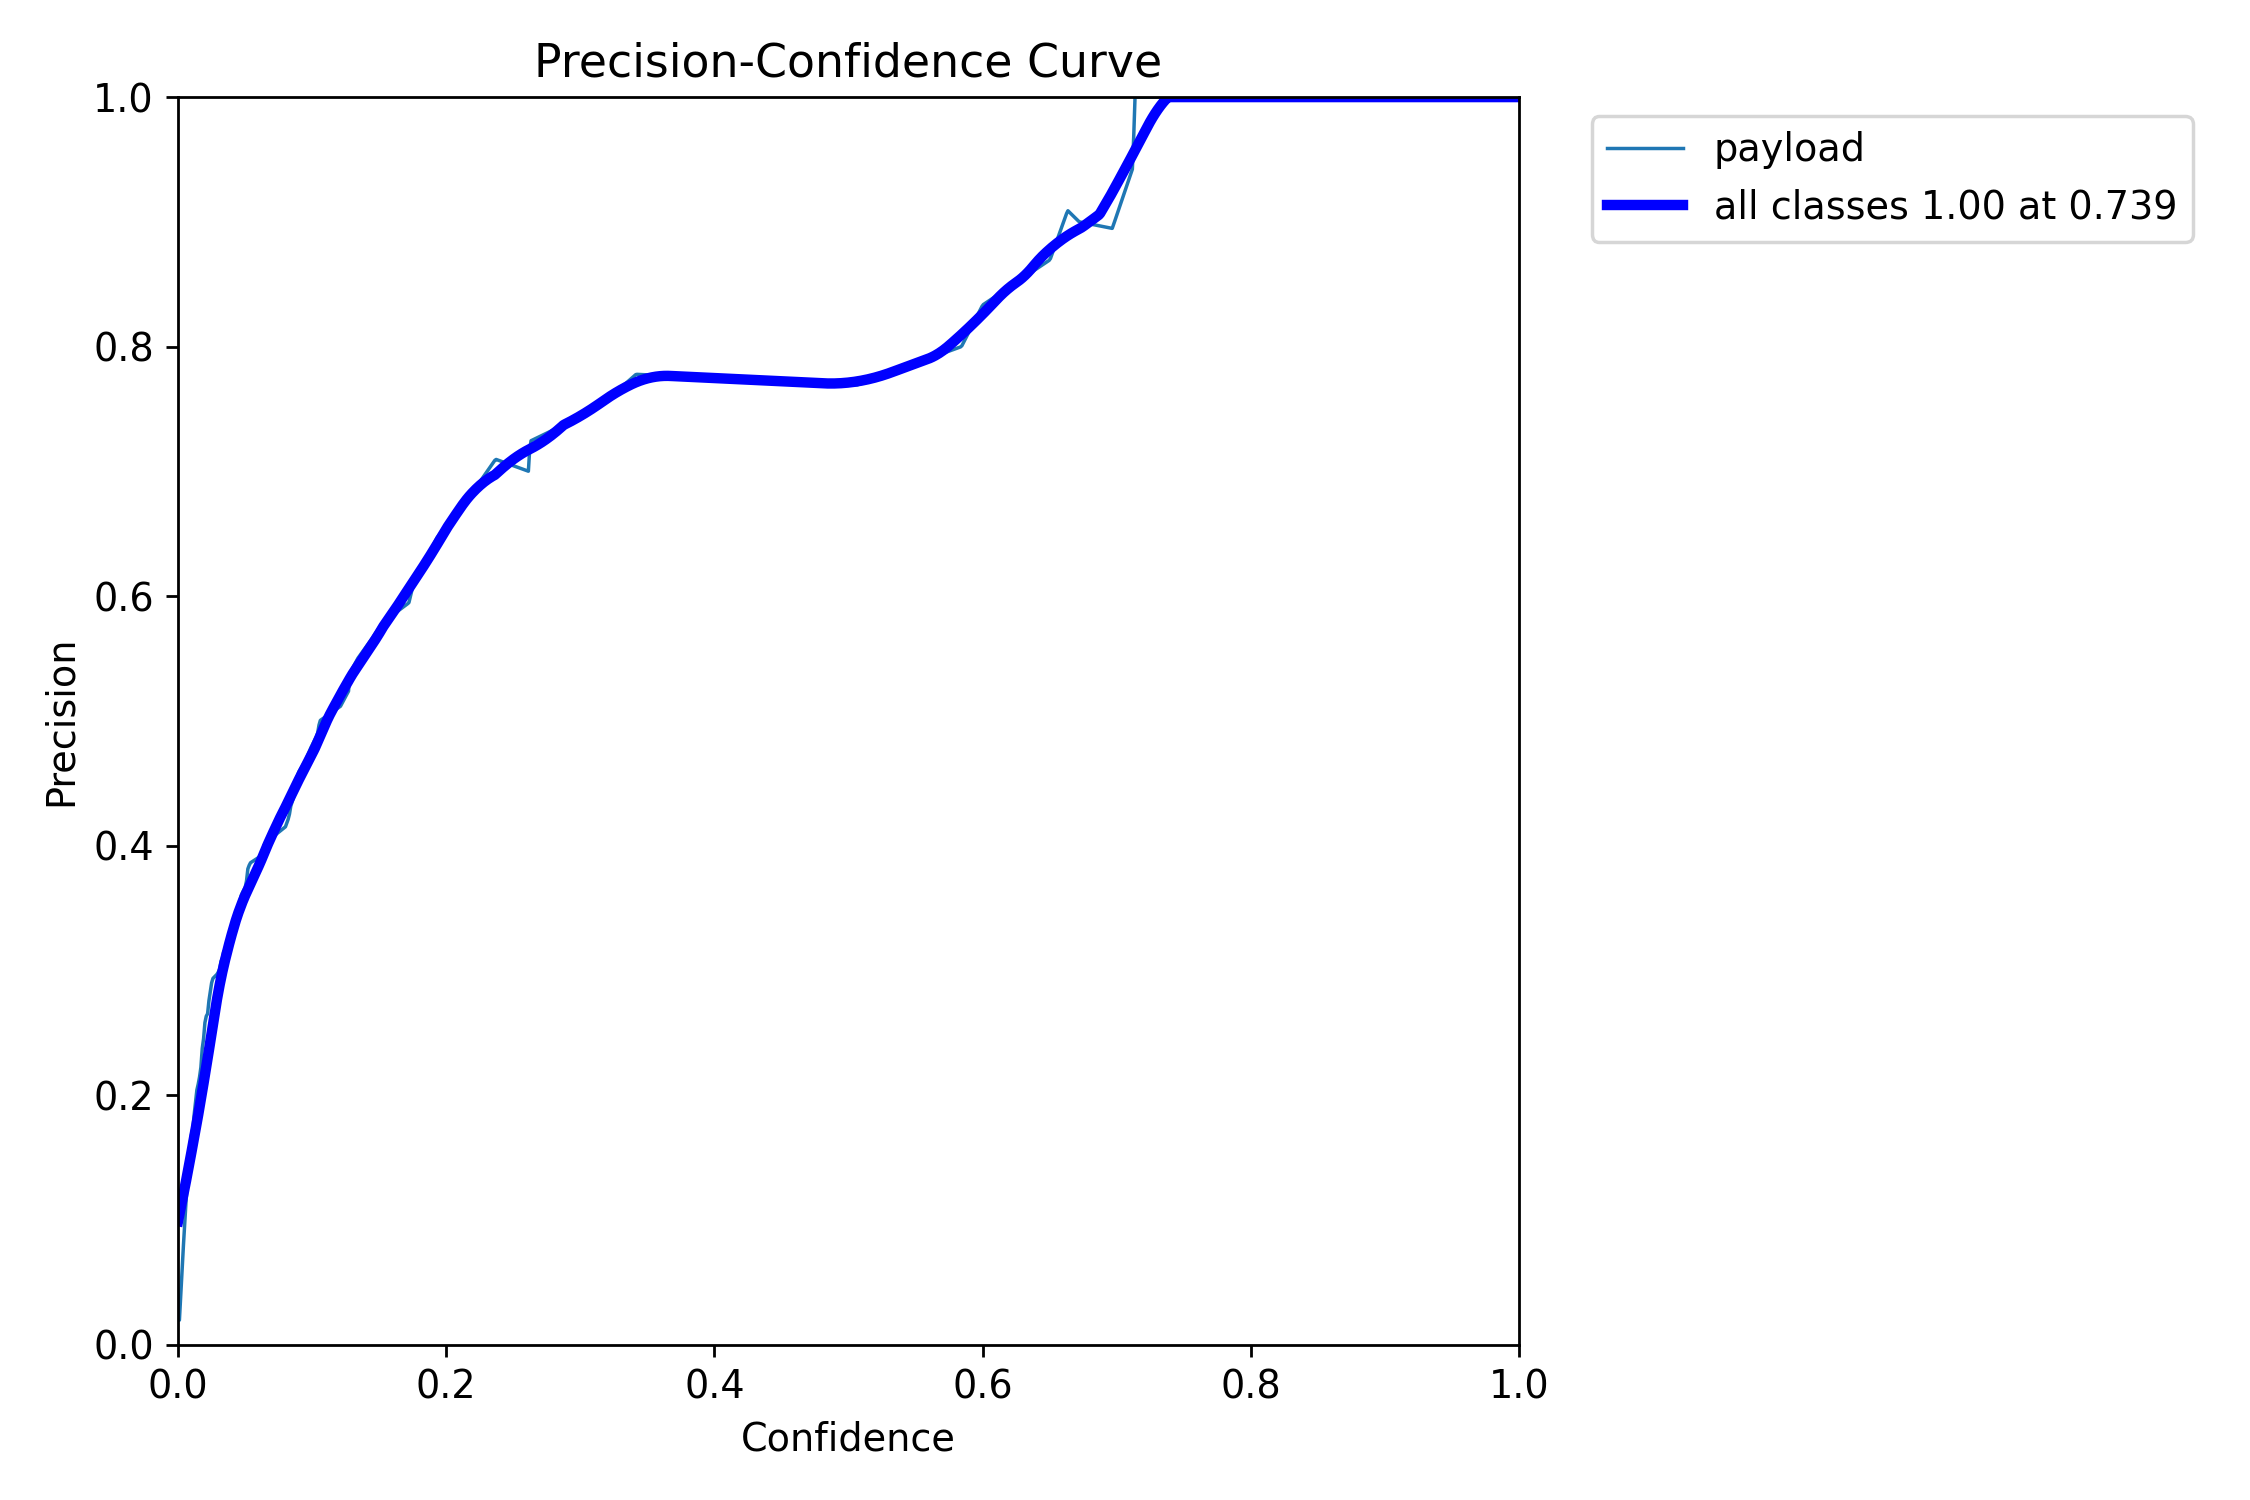 Precision-Confidence Curve
1.0
0.8
0.6
0.4
0.2
0.0
Precision
0.0 0.2 0.4 0.6 0.8 1.0
Confidence
payload
all classes 1.00 at 0.739